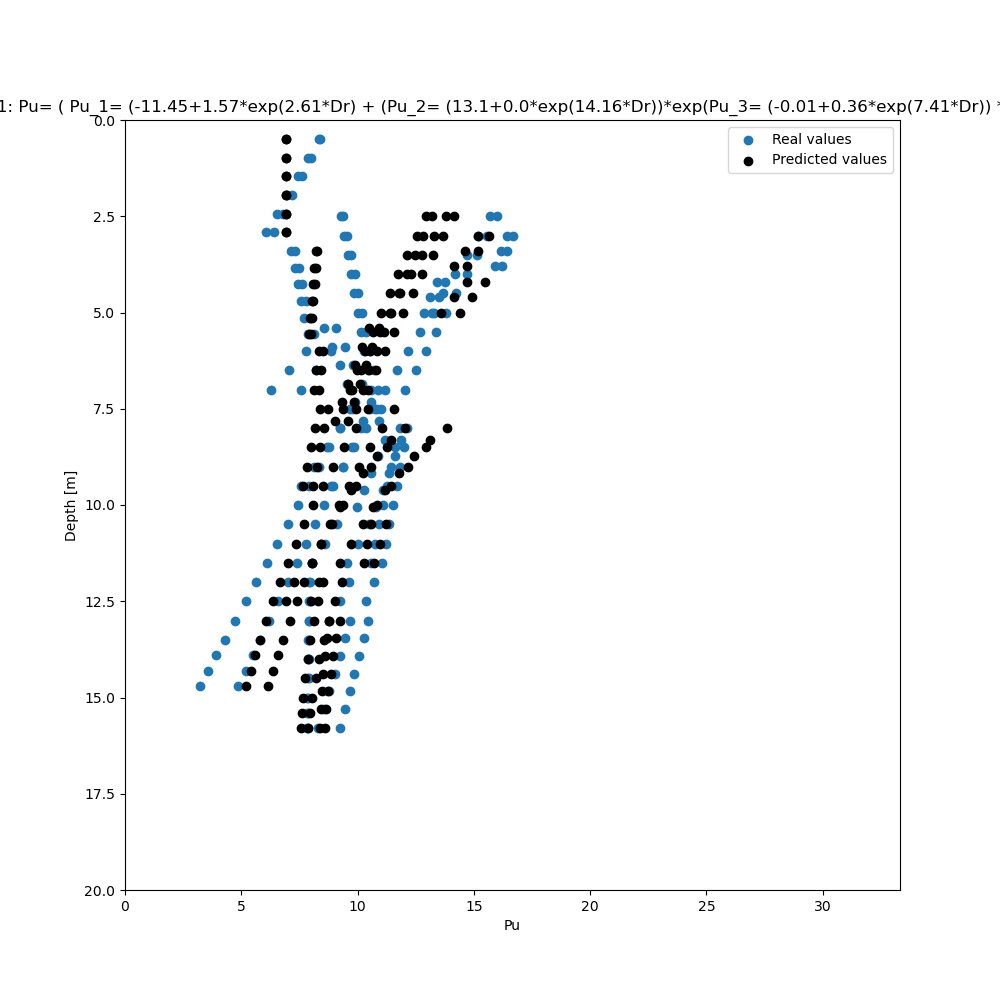 1: Pu= ( Pu_1= (-11.45+1.57*exp(2.61*Dr) + (Pu_2= (13.1+0.0*exp(14.16*Dr))*exp(Pu_3= (-0.01+0.36*exp(7.41*Dr)) *
0.0
2.5
5.0
7.5
10.0
12.5
15.0
17.5
20.0
Depth [m]
Real values
Predicted values
0 5 10 15 20 25 30
Pu